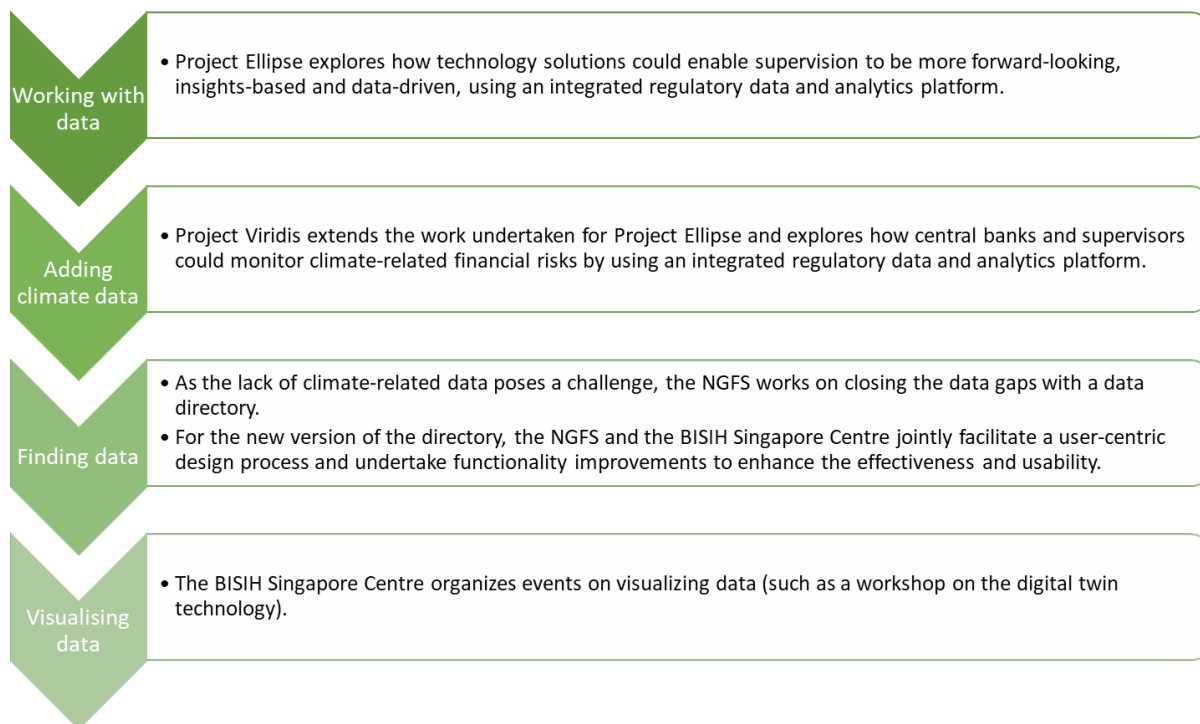 Working with
data
• Project Ellipse explores how technology solutions could enable supervision to be more forward-looking,
insights-based and data-driven, using an integrated regulatory data and analytics platform.
Adding
climate data
• Project Viridis extends the work undertaken for Project Ellipse and explores how central banks and supervisors
could monitor climate-related financial risks by using an integrated regulatory data and analytics platform.
Finding data
• As the lack of climate-related data poses a challenge, the NGFS works on closing the data gaps with a data
directory.
• For the new version of the directory, the NGFS and the BISIH Singapore Centre jointly facilitate a user-centric
design process and undertake functionality improvements to enhance the effectiveness and usability.
Visualising
data
• The BISIH Singapore Centre organizes events on visualizing data (such as a workshop on the digital twin
technology).